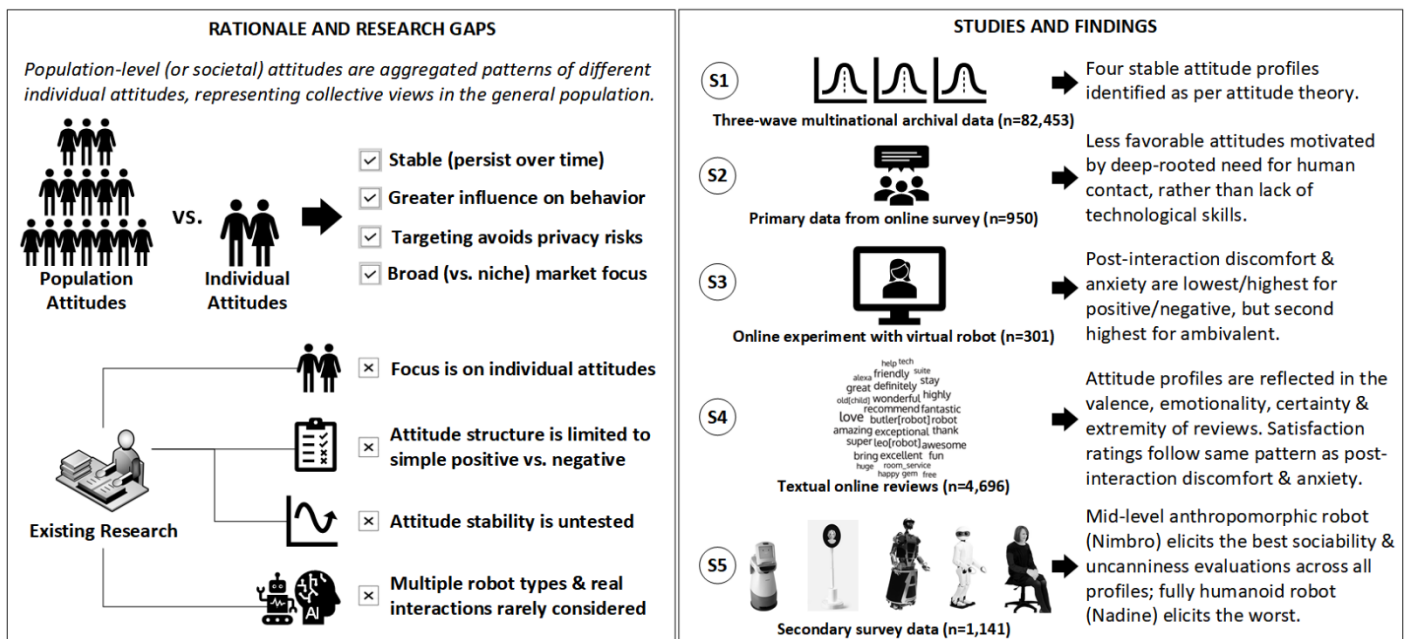 RATIONALE AND RESEARCH GAPS
Population-level (or societal) attitudes are aggregated patterns of different
individual attitudes, representing collective views in the general population.
vs.
Population
Attitudes
Individual
Attitudes
Stable (persist over time)
Greater influence on behavior
Targeting avoids privacy risks
Broad (vs. niche) market focus
Existing Research
Focus is on individual attitudes
Attitude structure is limited to
simple positive vs. negative
Attitude stability is untested
AI
Multiple robot types & real
interactions rarely considered
STUDIES AND FINDINGS
S1
Three-wave multinational archival data (n=82,453)
Four stable attitude profiles
identified as per attitude theory.
S2
Primary data from online survey (n=950)
Less favorable attitudes motivated
by deep-rooted need for human
contact, rather than lack of
technological skills.
S3
Online experiment with virtual robot (n=301)
Post-interaction discomfort &
anxiety are lowest/highest for
positive/negative, but second
highest for ambivalent.
S4
help tech
alexa friendly suite
great definitely stay
old[child] wonderful highly
recommend fantastic
love butler[robot] robot
amazing exceptional thank
super leo[robot] awesome
bring excellent fun
huge room_service
happy gem free
Textual online reviews (n=4,696)
Attitude profiles are reflected in the
valence, emotionality, certainty &
extremity of reviews. Satisfaction
ratings follow same pattern as post-
interaction discomfort & anxiety.
S5
Secondary survey data (n=1,141)
Mid-level anthropomorphic robot
(Nimbro) elicits the best sociability &
uncanniness evaluations across all
profiles; fully humanoid robot
(Nadine) elicits the worst.